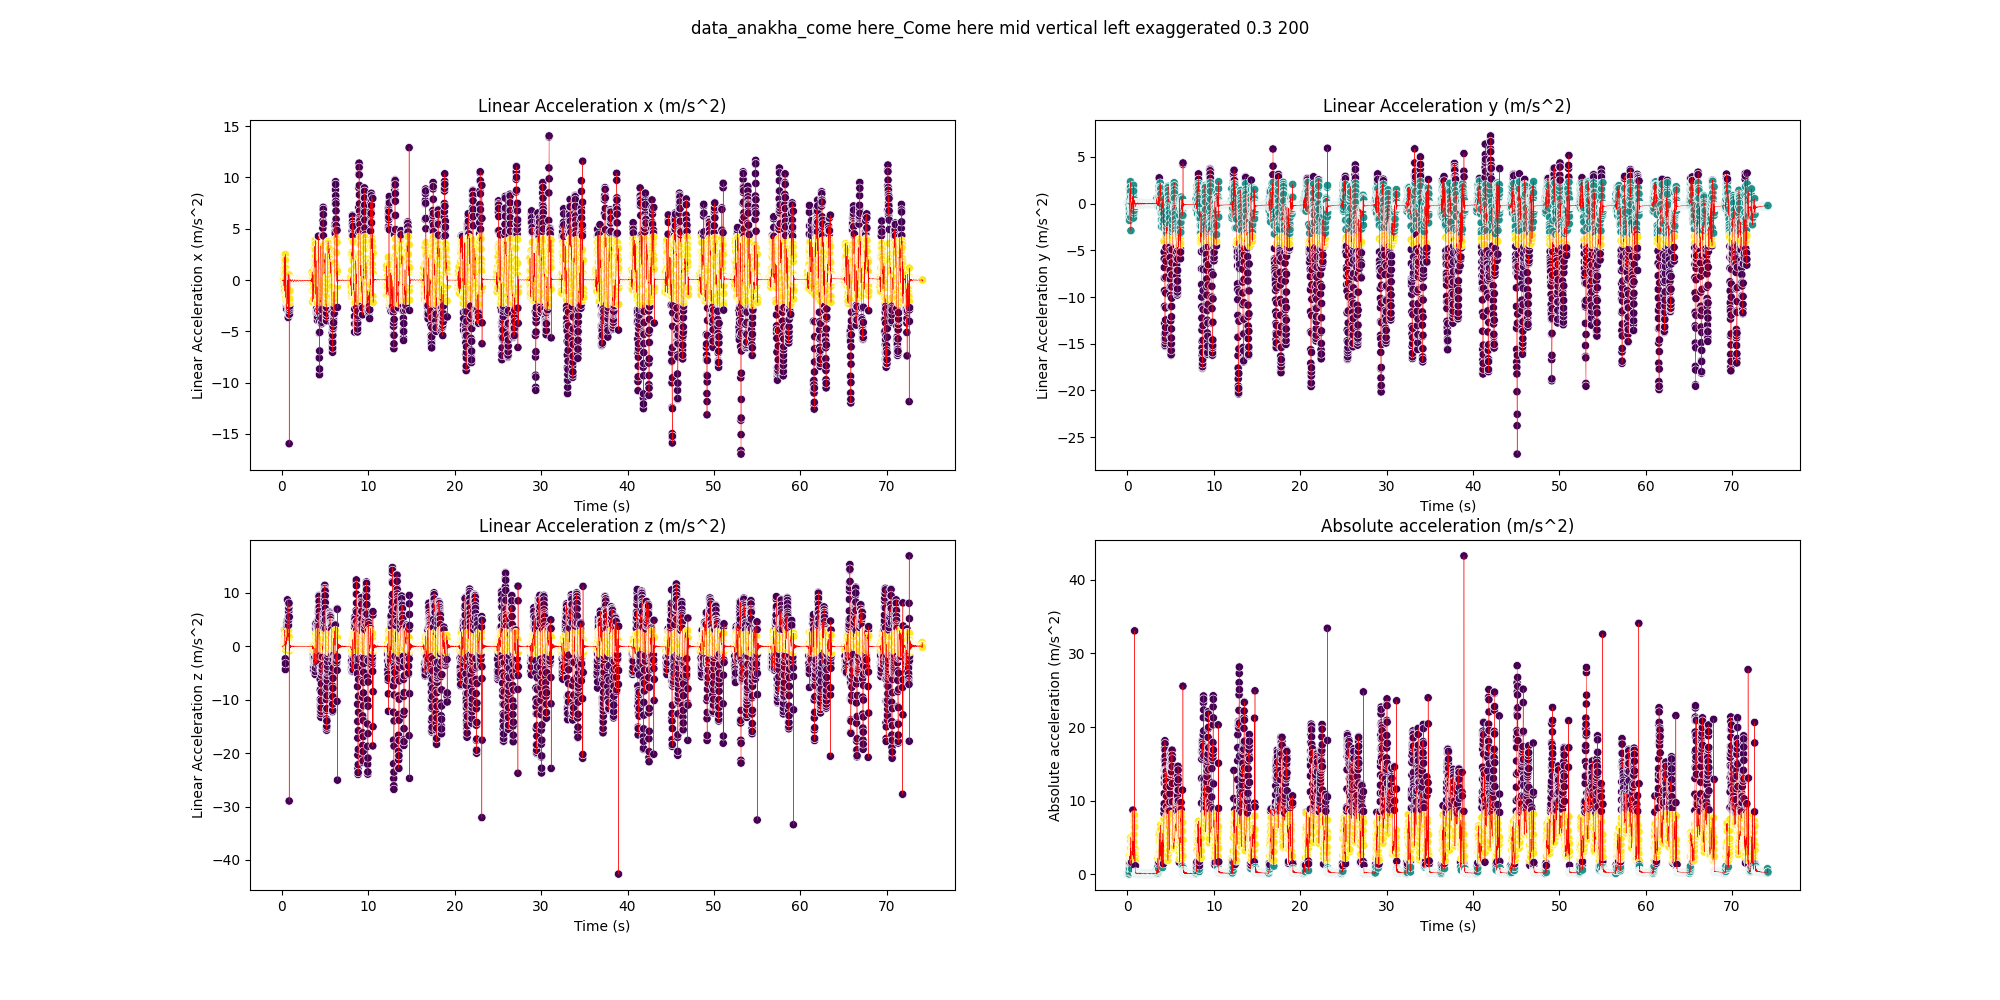 data_anakha_come here_Come here mid vertical left exaggerated 0.3 200
Linear Acceleration x (m/s^2)
Linear Acceleration x (m/s^2)
15
10
5
0
−5
−10
−15
0 10 20 30 40 50 60 70
Time (s)
Linear Acceleration y (m/s^2)
Linear Acceleration y (m/s^2)
5
0
−5
−10
−15
−20
−25
0 10 20 30 40 50 60 70
Time (s)
Linear Acceleration z (m/s^2)
Linear Acceleration z (m/s^2)
10
0
−10
−20
−30
−40
0 10 20 30 40 50 60 70
Time (s)
Absolute acceleration (m/s^2)
Absolute acceleration (m/s^2)
40
30
20
10
0
0 10 20 30 40 50 60 70
Time (s)